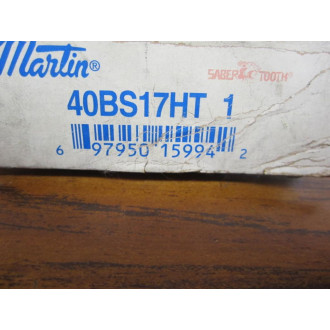 Martin®
SABER TOOTH
40BS17HT 1
6 97950 15994 2